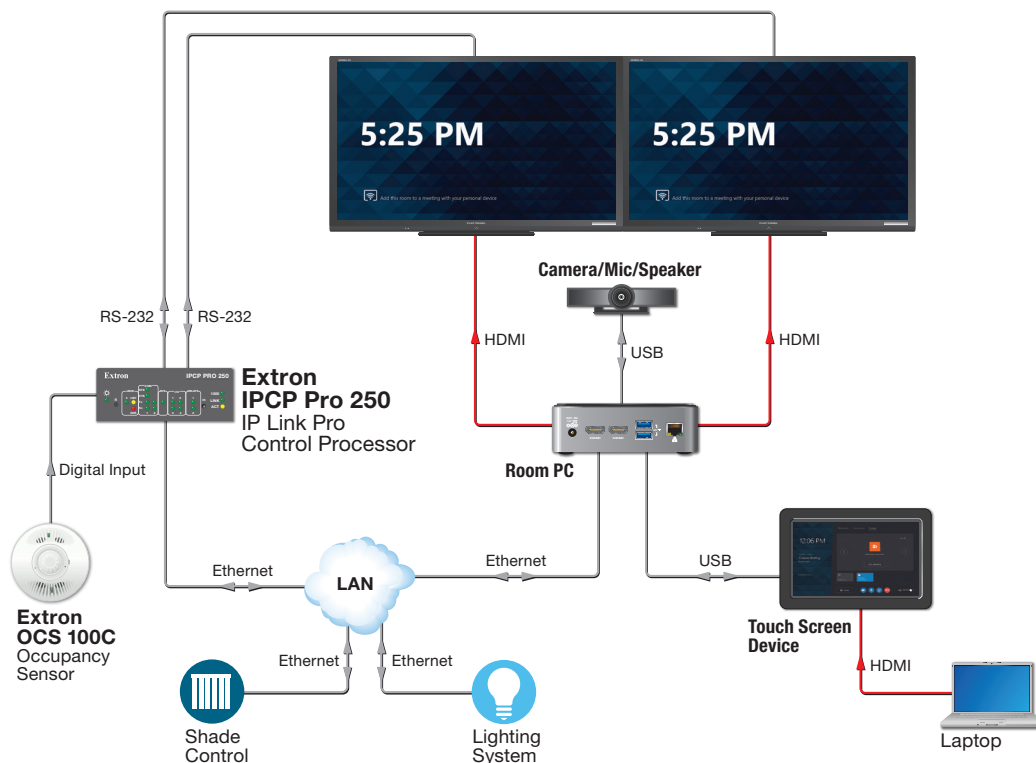 5:25 PM
Add this room to a meeting with your personal device
5:25 PM
Add this room to a meeting with your personal device
Camera/Mic/Speaker
RS-232
RS-232
HDMI
HDMI
USB
Extron
IPCP PRO 250
Extron
IPCP Pro 250
IP Link Pro
Control Processor
Room PC
Digital Input
Ethernet
LAN
Ethernet
USB
12:06 PM
Extron
OCS 100C
Occupancy
Sensor
Touch Screen
Device
Ethernet
Ethernet
HDMI
Shade
Control
Lighting
System
Laptop